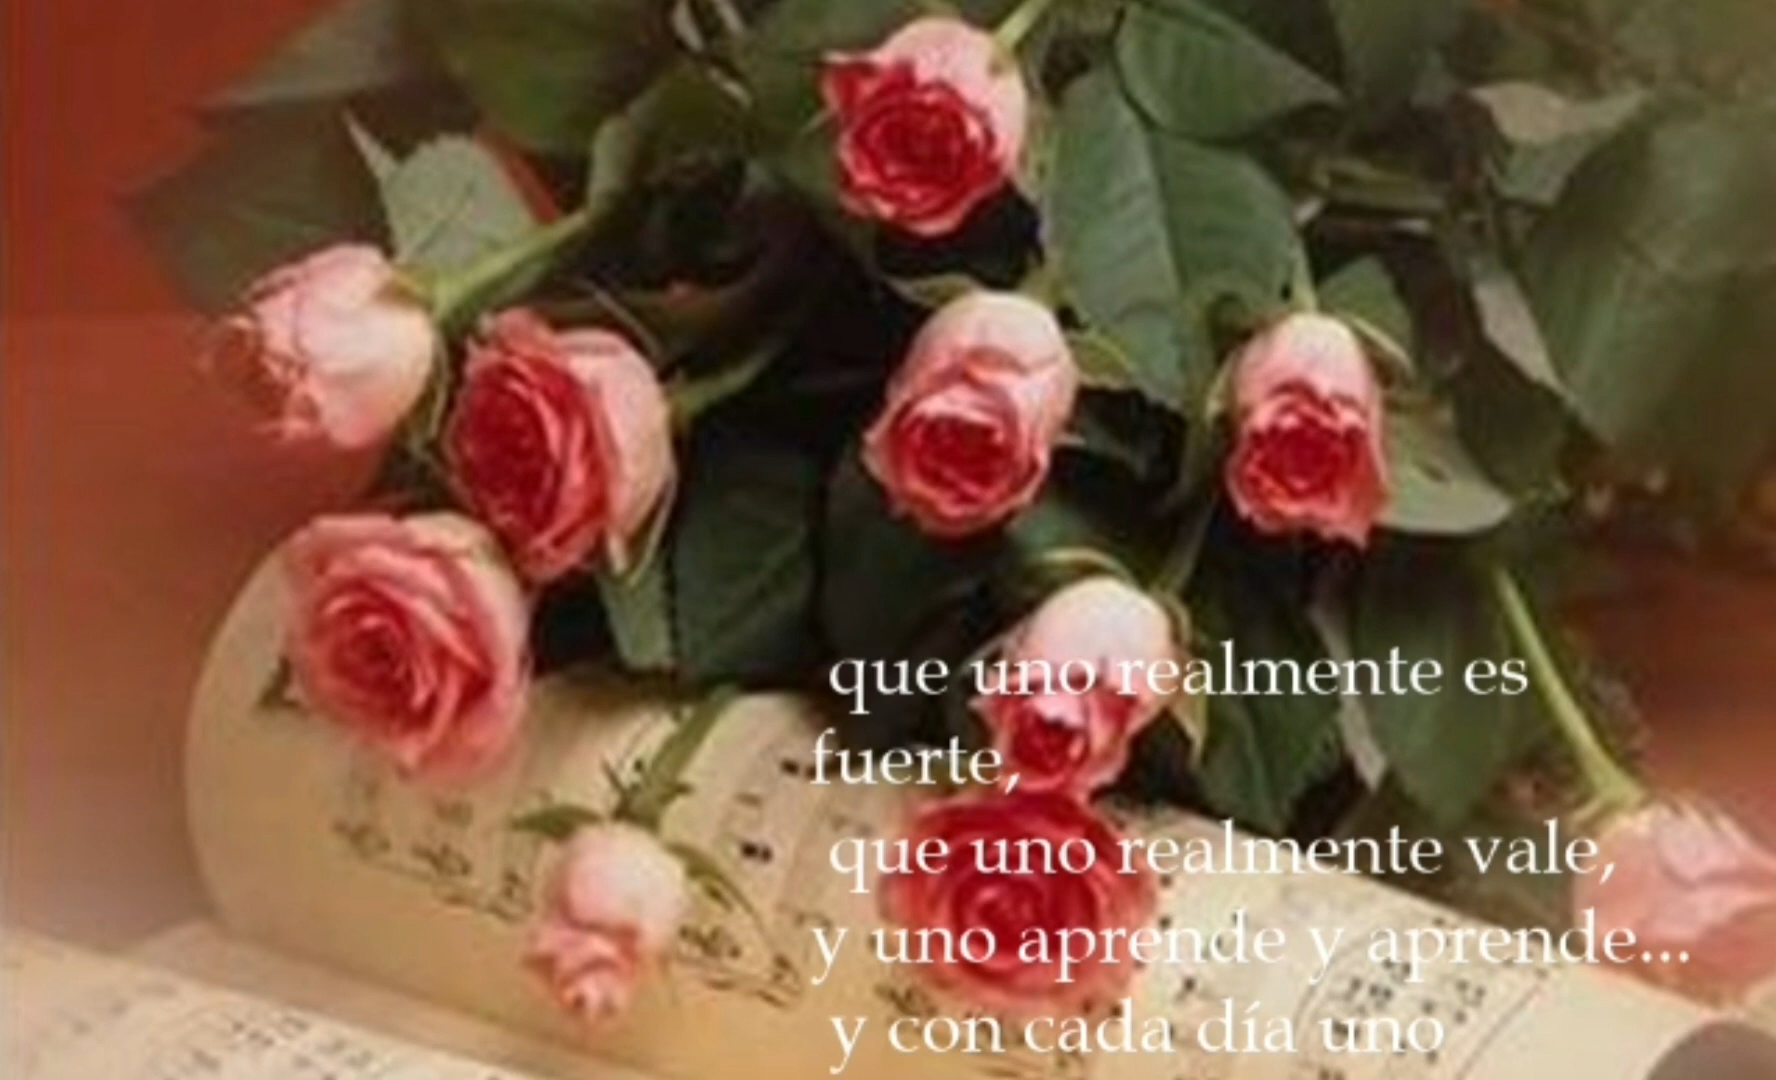 que uno realmente es
fuerte,
que uno realmente vale,
y uno aprende y aprende...
y con cada día uno